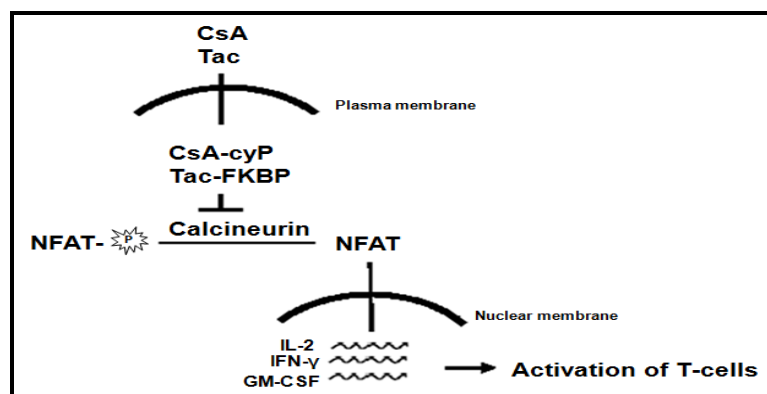 CsA
Tac
Plasma membrane
CsA-cyP
Tac-FKBP
Calcineurin
NFAT- P NFAT
Nuclear membrane
IL-2
IFN-γ
GM-CSF
Activation of T-cells